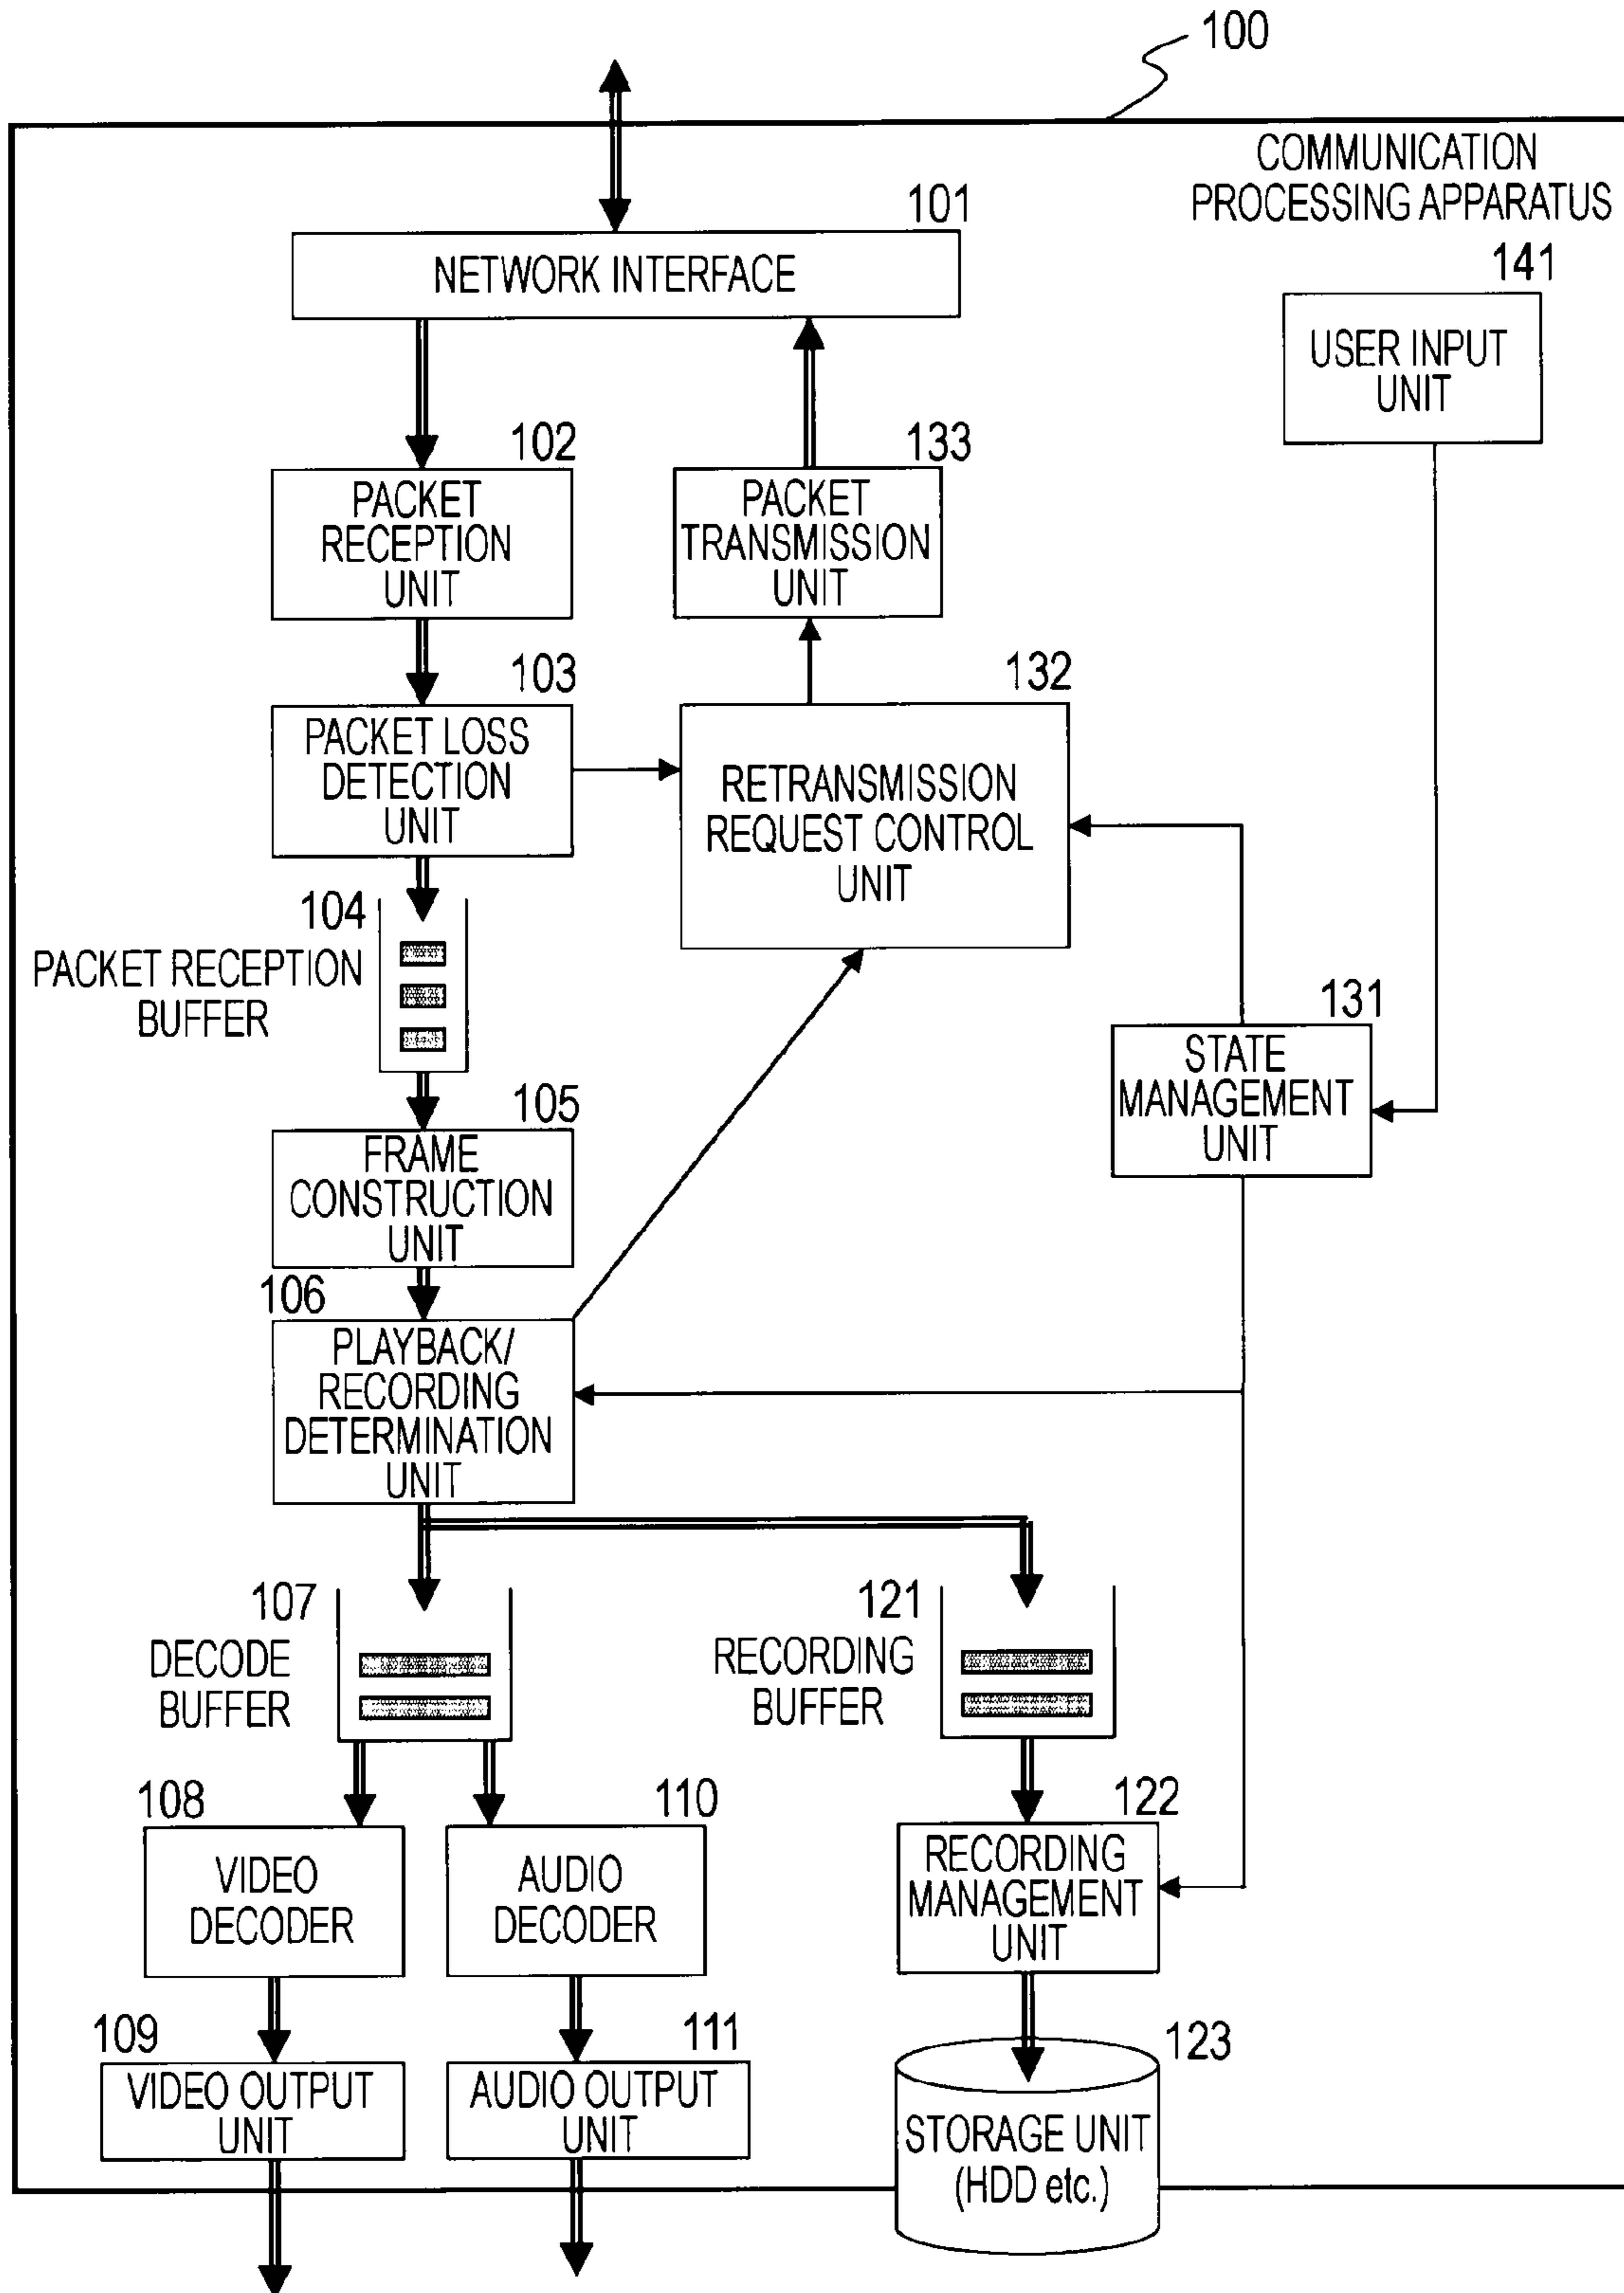 100
COMMUNICATION
PROCESSING APPARATUS
101
NETWORK INTERFACE
141
USER INPUT
UNIT
102
PACKET
RECEPTION
UNIT
133
PACKET
TRANSMISSION
UNIT
103
PACKET LOSS
DETECTION
UNIT
132
RETRANSMISSION
REQUEST CONTROL
UNIT
104
PACKET RECEPTION
BUFFER
131
STATE
MANAGEMENT
UNIT
105
FRAME
CONSTRUCTION
UNIT
106
PLAYBACK/
RECORDING
DETERMINATION
UNIT
107
DECODE
BUFFER
121
RECORDING
BUFFER
108
VIDEO
DECODER
110
AUDIO
DECODER
122
RECORDING
MANAGEMENT
UNIT
109
VIDEO OUTPUT
UNIT
111
AUDIO OUTPUT
UNIT
123
STORAGE UNIT
(HDD etc.)